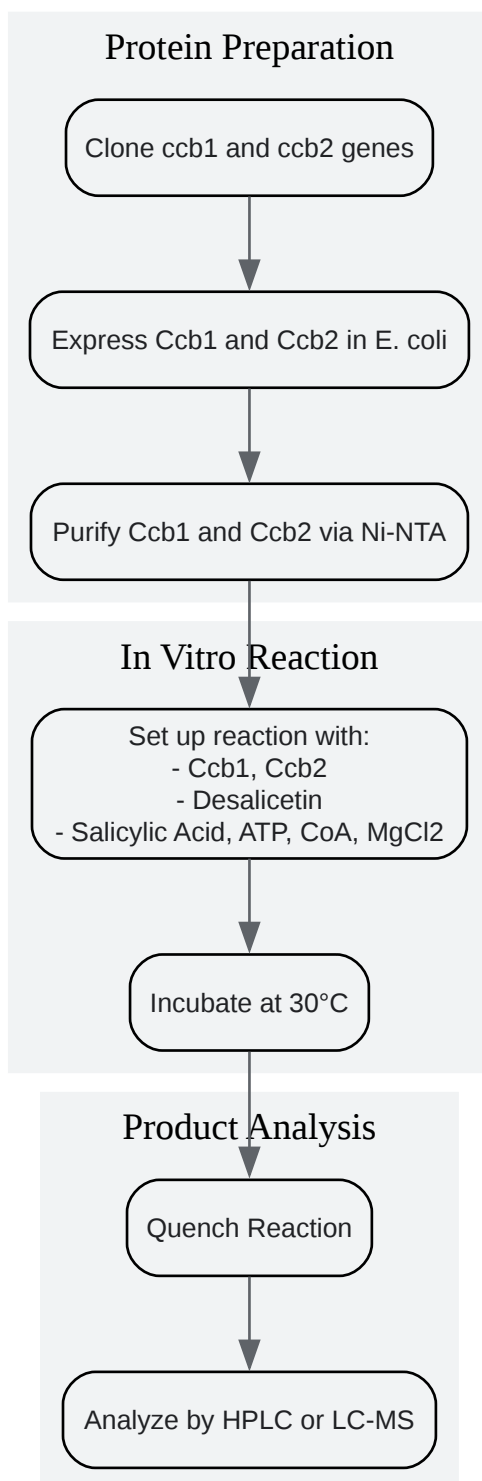 Protein Preparation
Clone ccb1 and ccb2 genes
Express Ccb1 and Ccb2 in E. coli
Purify Ccb1 and Ccb2 via Ni-NTA
In Vitro Reaction
Set up reaction with:
- Ccb1, Ccb2
- Desalicetin
- Salicylic Acid, ATP, CoA, MgCl2
Incubate at 30°C
Product Analysis
Quench Reaction
Analyze by HPLC or LC-MS